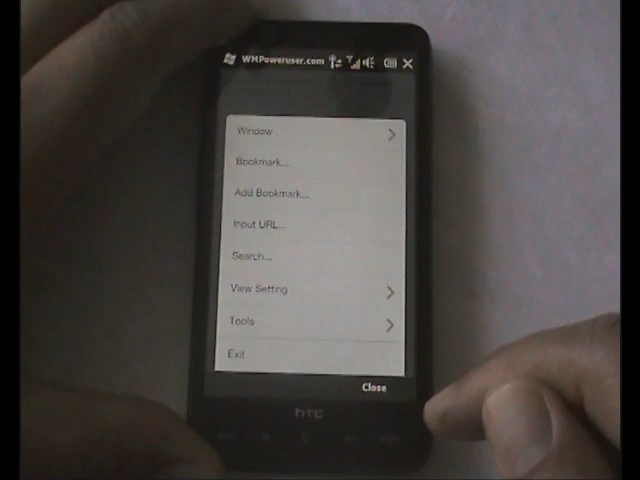 WMPoweruser.com
Window
Bookmark...
Add Bookmark...
Input URL...
Search...
View Setting
Tools
Exit
Close
hTC